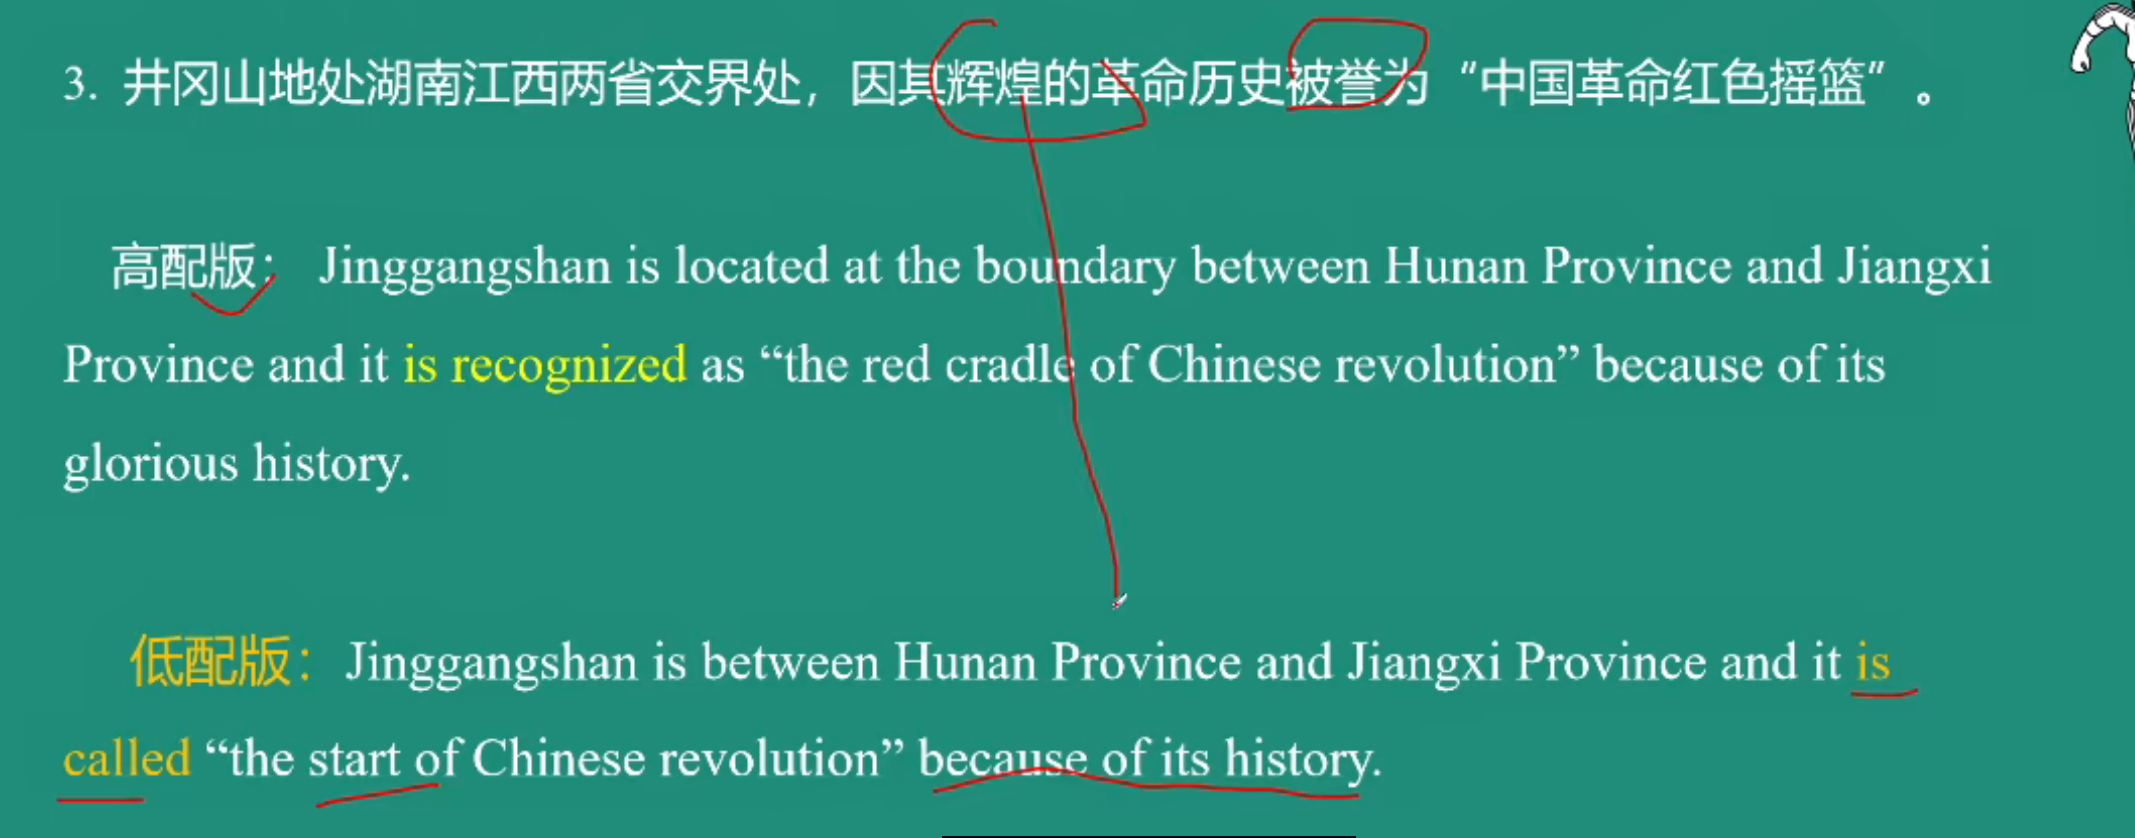 3. 井冈山地处湖南江西两省交界处，因其辉煌的革命历史被誉为“中国革命红色摇篮”。
高配版： Jinggangshan is located at the boundary between Hunan Province and Jiangxi
Province and it is recognized as “the red cradle of Chinese revolution” because of its
glorious history.
低配版： Jinggangshan is between Hunan Province and Jiangxi Province and it is
called “the start of Chinese revolution” because of its history.